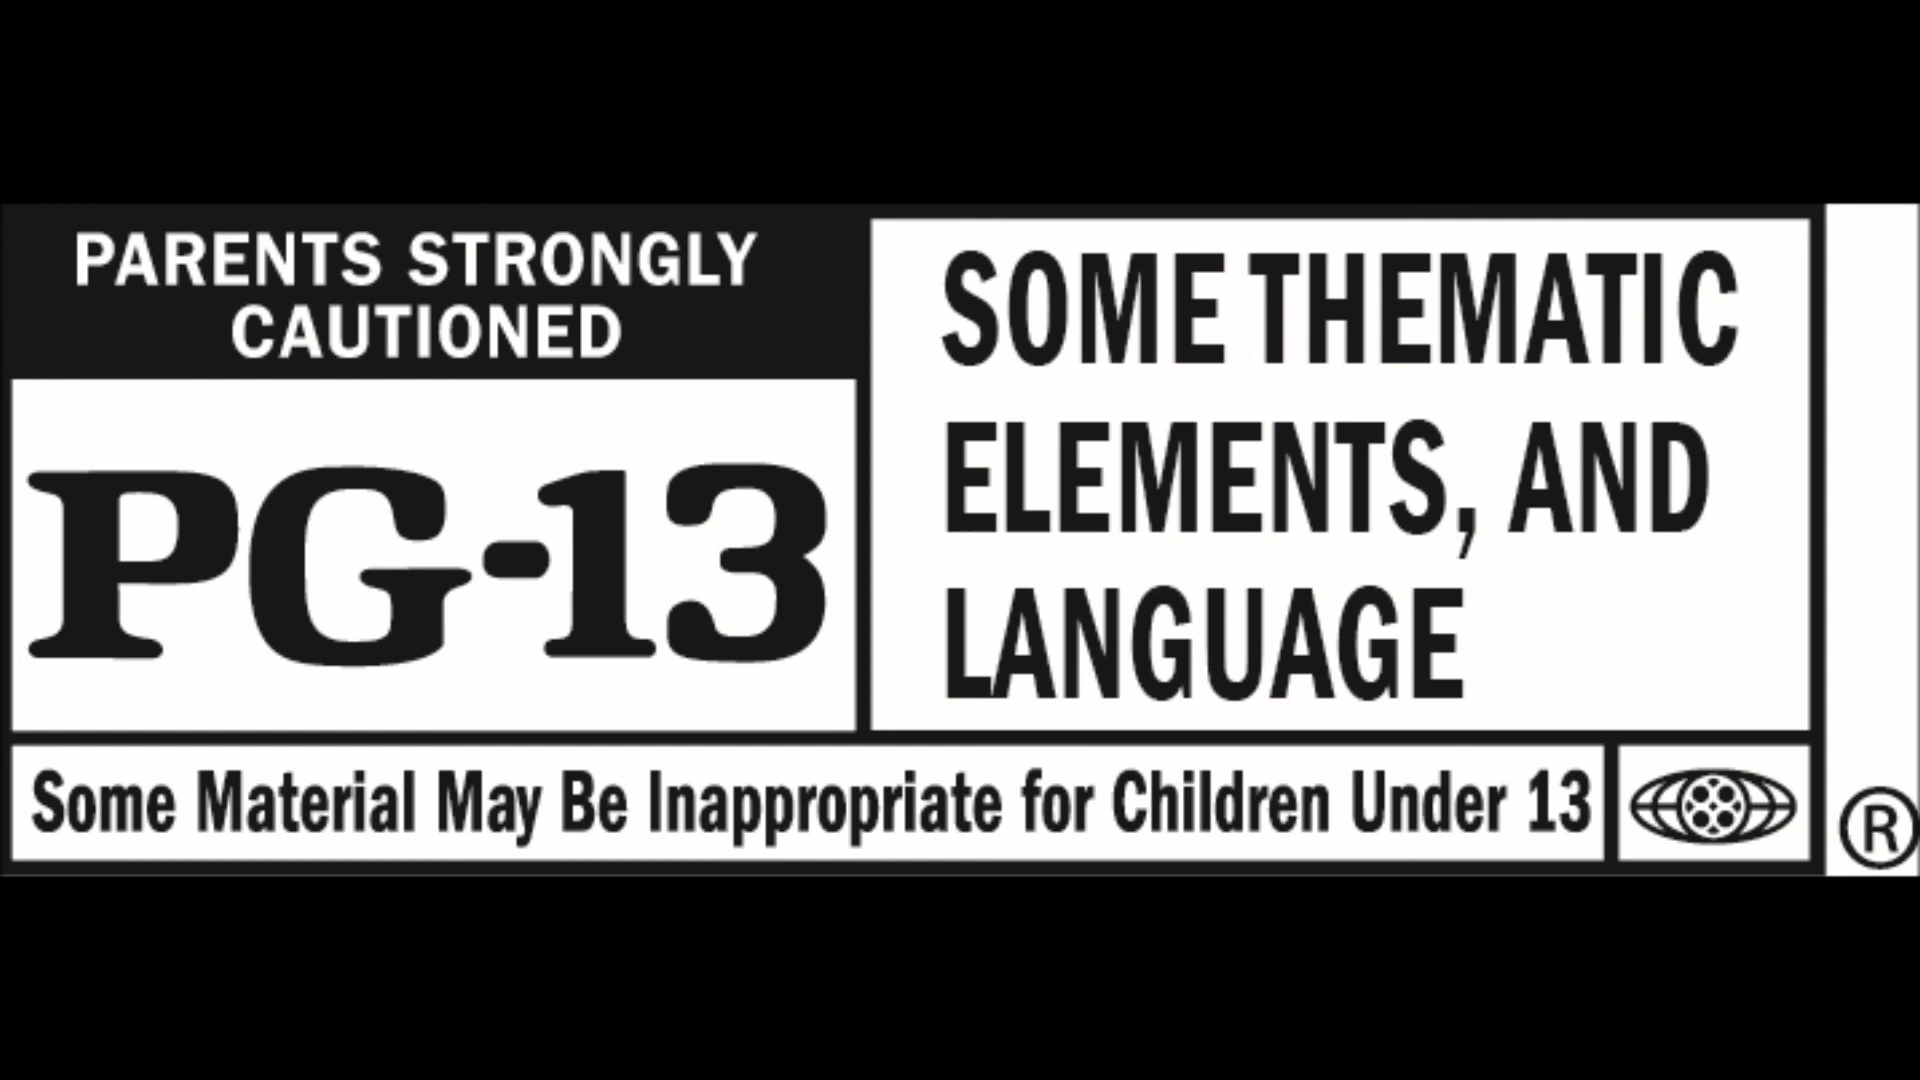 PARENTS STRONGLY
CAUTIONED
PG-13
SOME THEMATIC
ELEMENTS, AND
LANGUAGE
Some Material May Be Inappropriate for Children Under 13
®